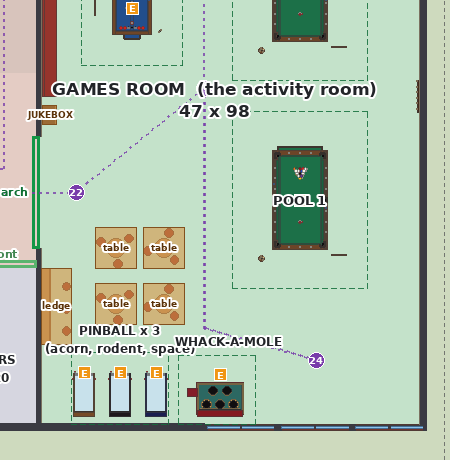 E
GAMES ROOM (the activity room)
47 x 98
JUKEBOX
arch
22
POOL 1
table
table
ont
table
table
ledge
PINBALL x 3
(acorn, rodent, space)
WHACK-A-MOLE
24
RS
0
E
E
E
E